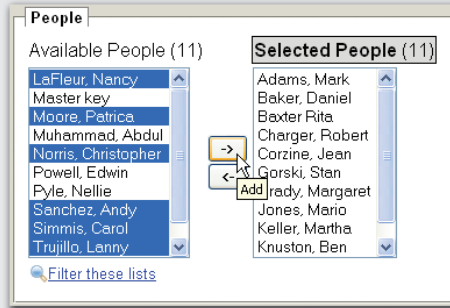 People
Available People (11)
LaFleur, Nancy
Master key
Moore, Patrica
Muhammad, Abdul
Norris, Christopher
Powell, Edwin
Pyle, Nellie
Sanchez, Andy
Simmis, Carol
Trujillo, Lanny
Filter these lists
->
<-
Add
Selected People (11)
Adams, Mark
Baker, Daniel
Baxter Rita
Charger, Robert
Corzine, Jean
Gorski, Stan
rady, Margaret
Jones, Mario
Keller, Martha
Knuston, Ben